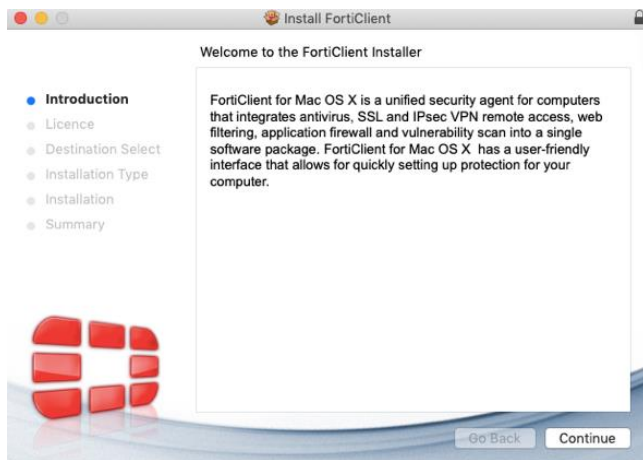 Install FortiClient
Welcome to the FortiClient Installer
Introduction
Licence
Destination Select
Installation Type
Installation
Summary
FortiClient for Mac OS X is a unified security agent for computers
that integrates antivirus, SSL and IPsec VPN remote access, web
filtering, application firewall and vulnerability scan into a single
software package. FortiClient for Mac OS X has a user-friendly
interface that allows for quickly setting up protection for your
computer.
Go Back
Continue